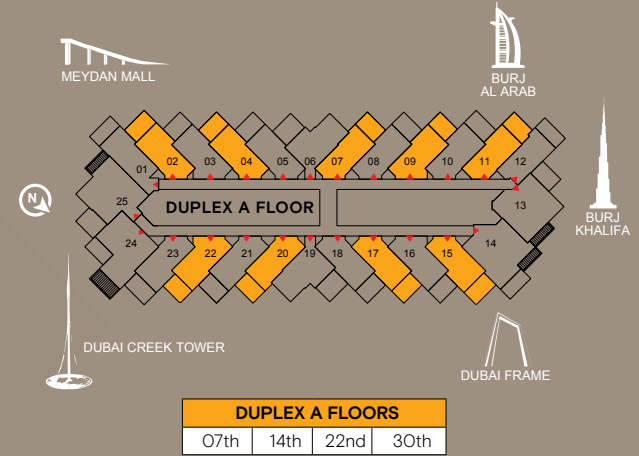 MEYDAN MALL
BURJ
AL ARAB
01
02
03
04
05
06
07
08
09
10
11
12
N
25
DUPLEX A FLOOR
13
BURJ
KHALIFA
24
23
22
21
20
19
18
17
16
15
14
DUBAI CREEK TOWER
DUBAI FRAME
DUPLEX A FLOORS
07th 14th 22nd 30th